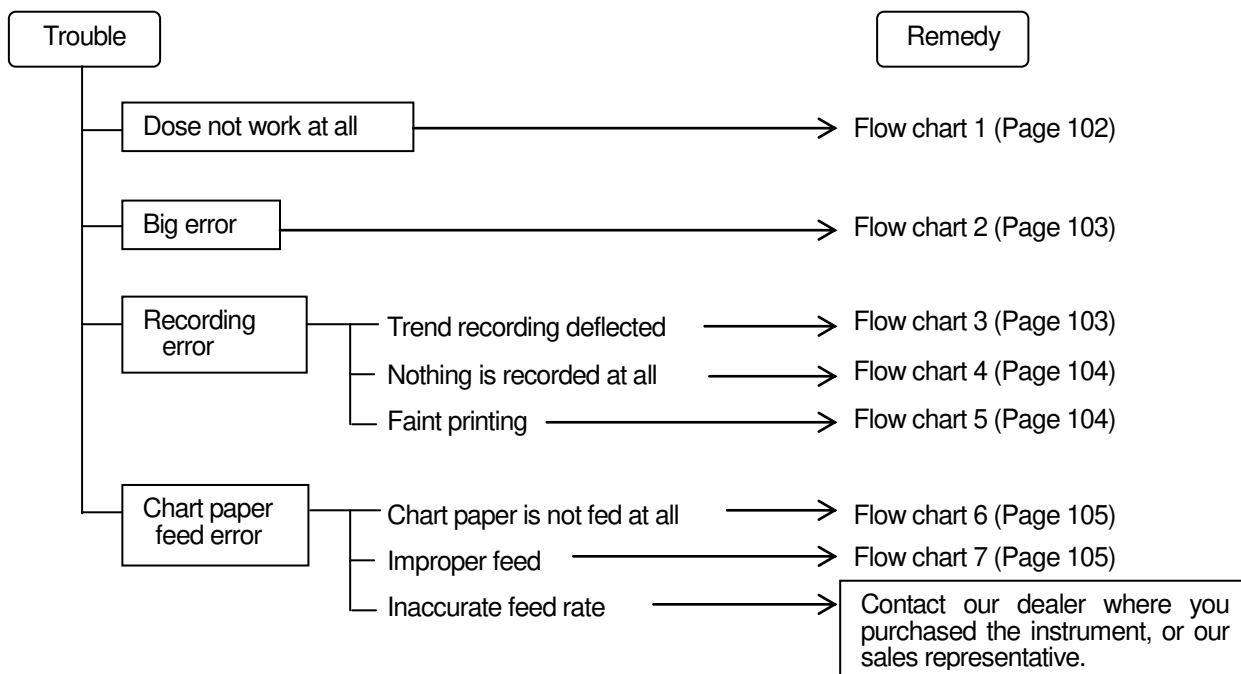 Trouble
Remedy
Dose not work at all
Flow chart 1 (Page 102)
Big error
Flow chart 2 (Page 103)
Recording
error
Trend recording deflected
Flow chart 3 (Page 103)
Nothing is recorded at all
Flow chart 4 (Page 104)
Faint printing
Flow chart 5 (Page 104)
Chart paper
feed error
Chart paper is not fed at all
Flow chart 6 (Page 105)
Improper feed
Flow chart 7 (Page 105)
Inaccurate feed rate
Contact our dealer where you
purchased the instrument, or our
sales representative.